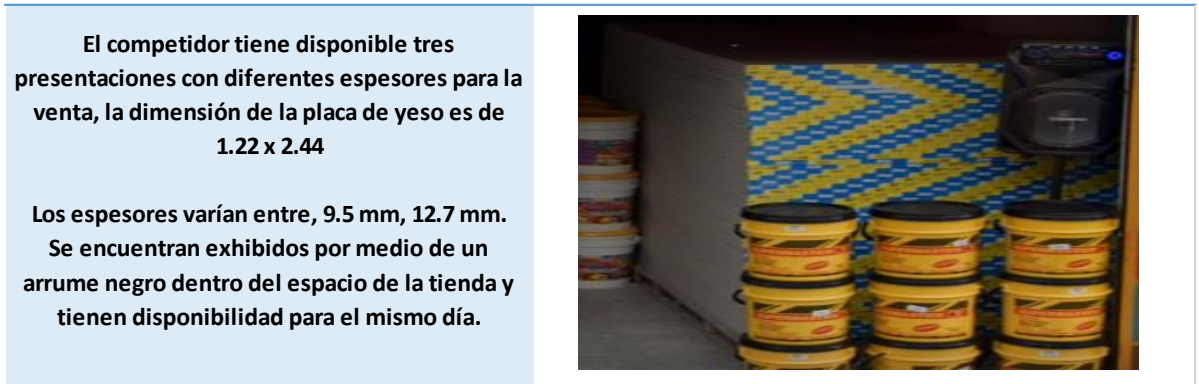 El competidor tiene disponible tres
presentaciones con diferentes espesores para la
venta, la dimensión de la placa de yeso es de
1.22 x 2.44
Los espesores varían entre, 9.5 mm, 12.7 mm.
Se encuentran exhibidos por medio de un
arrume negro dentro del espacio de la tienda y
tienen disponibilidad para el mismo día.